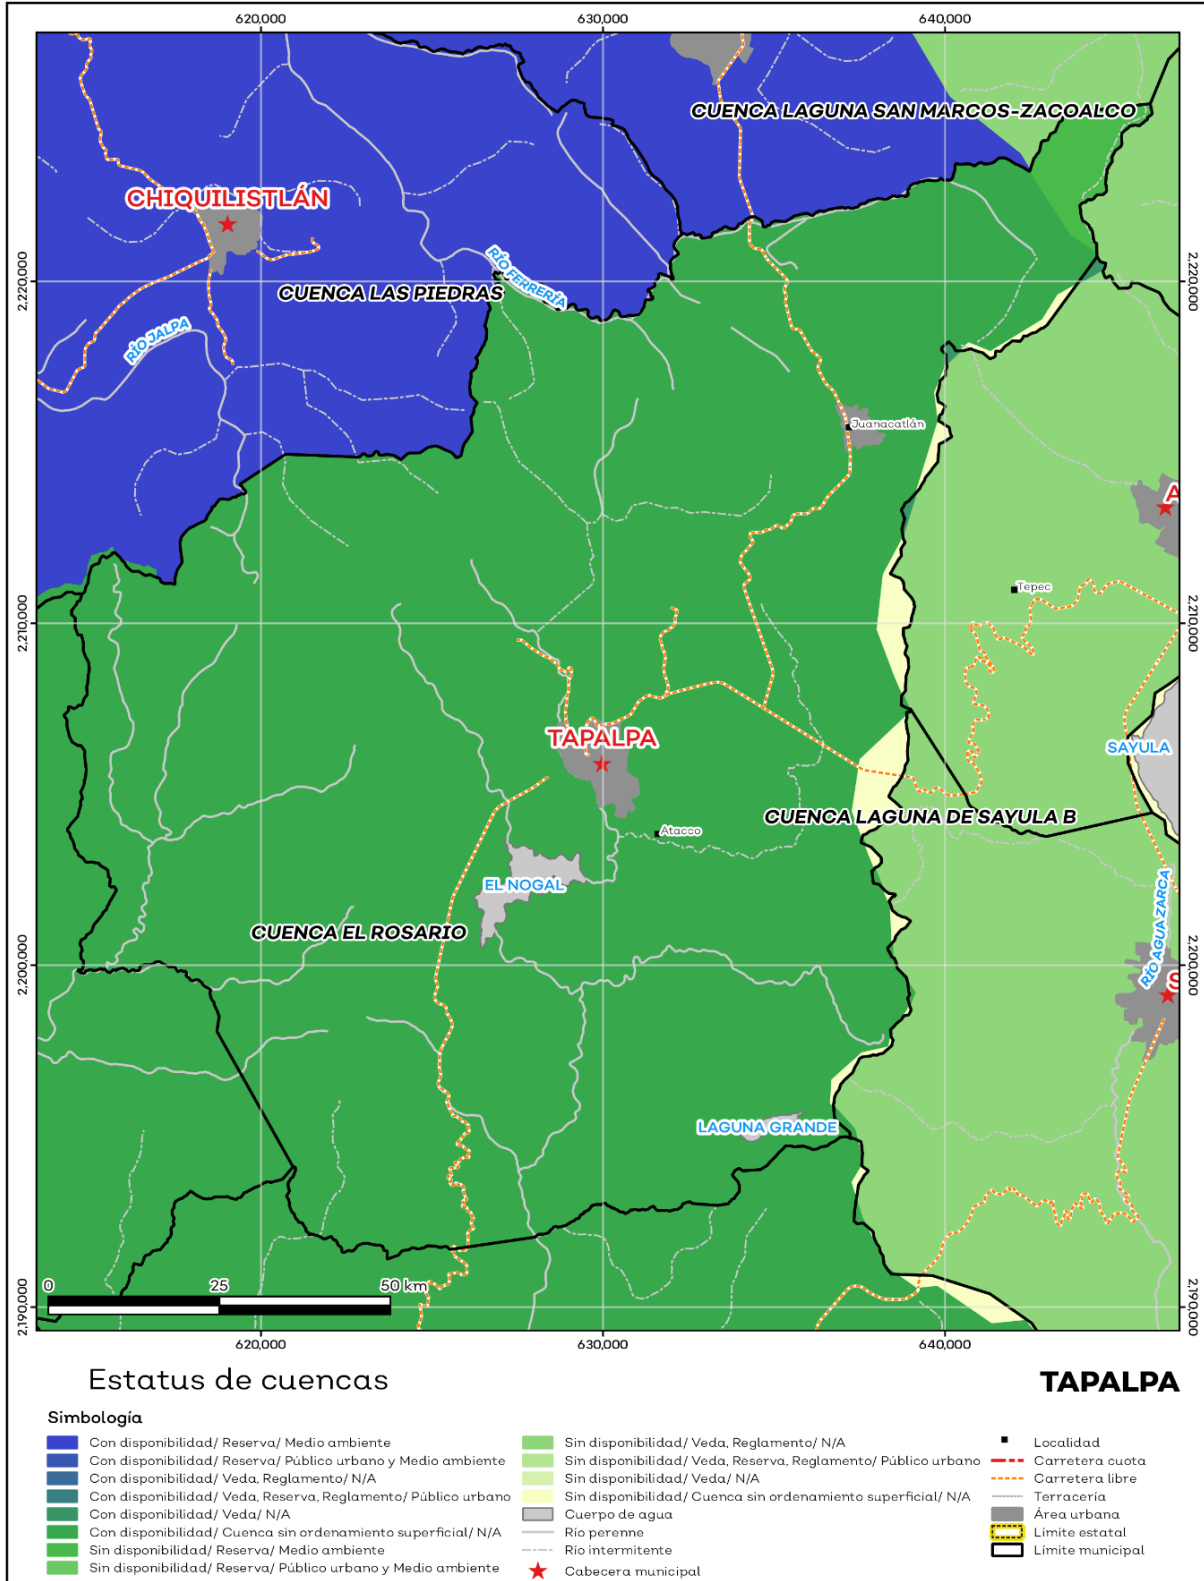 620,000
630,000
640,000
CUENCA LAGUNA SAN MARCOS-ZACOALCO
CHIQUILISTLÁN
RÍO FERRERÍA
2,220,000
2,220,000
CUENCA LAS PIEDRAS
RÍO JALPA
Juanacatlán
A
Tepec
2,210,000
2,210,000
TAPALPA
SAYULA
CUENCA LAGUNA DE SAYULA B
Atacco
EL NOGAL
CUENCA EL ROSARIO
RÍO AGUA ZARCA
2,200,000
2,200,000
S
LAGUNA GRANDE
0
25
50 km
2,190,000
2,190,000
620,000
630,000
640,000
Estatus de cuencas
TAPALPA
Simbología
Con disponibilidad/ Reserva/ Medio ambiente
Con disponibilidad/ Reserva/ Público urbano y Medio ambiente
Con disponibilidad/ Veda, Reglamento/ N/A
Con disponibilidad/ Veda, Reserva, Reglamento/ Público urbano
Con disponibilidad/ Veda/ N/A
Con disponibilidad/ Cuenca sin ordenamiento superficial/ N/A
Sin disponibilidad/ Reserva/ Medio ambiente
Sin disponibilidad/ Reserva/ Público urbano y Medio ambiente
Sin disponibilidad/ Veda, Reglamento/ N/A
Sin disponibilidad/ Veda, Reserva, Reglamento/ Público urbano
Sin disponibilidad/ Veda/ N/A
Sin disponibilidad/ Cuenca sin ordenamiento superficial/ N/A
Cuerpo de agua
Río perenne
Río intermitente
Cabecera municipal
Localidad
Carretera cuota
Carretera libre
Terracería
Área urbana
Límite estatal
Límite municipal